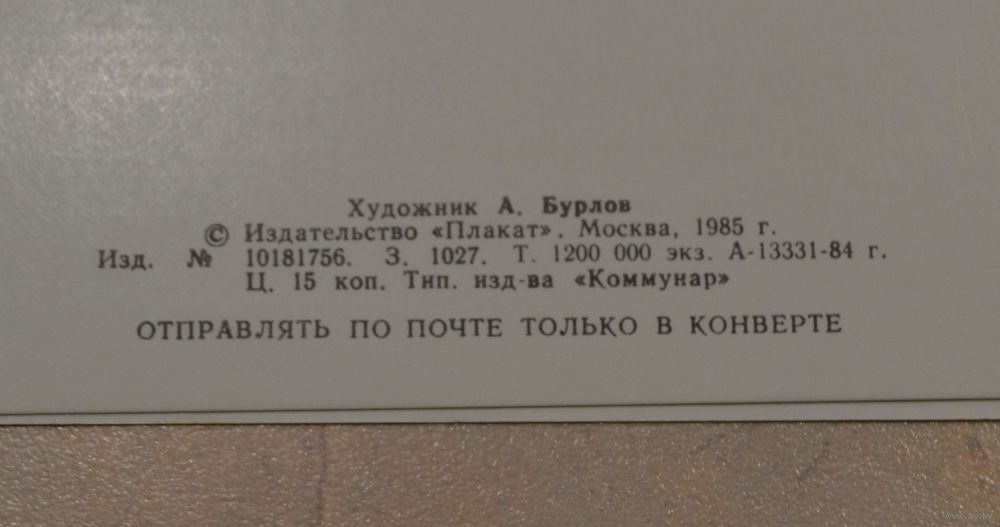 Художник А. Бурлов
© Издательство «Плакат». Москва, 1985 г.
Изд. № 10181756. З. 1027. Т. 1200 000 экз. А-13331-84 г.
Ц. 15 коп. Тип. изд-ва «Коммунар»
ОТПРАВЛЯТЬ ПО ПОЧТЕ ТОЛЬКО В КОНВЕРТЕ